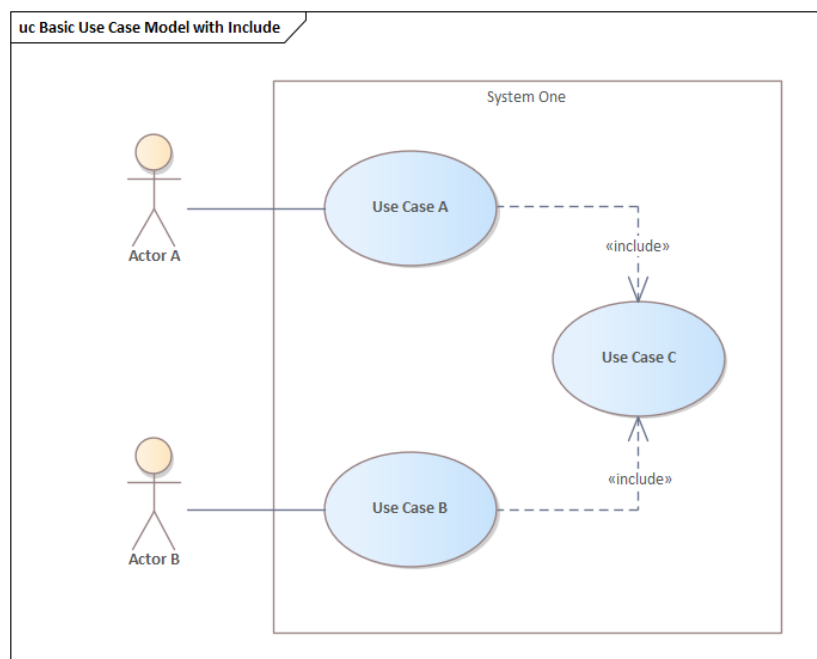 uc Basic Use Case Model with Include
System One
Use Case A
Actor A
«include»
Use Case C
«include»
Use Case B
Actor B